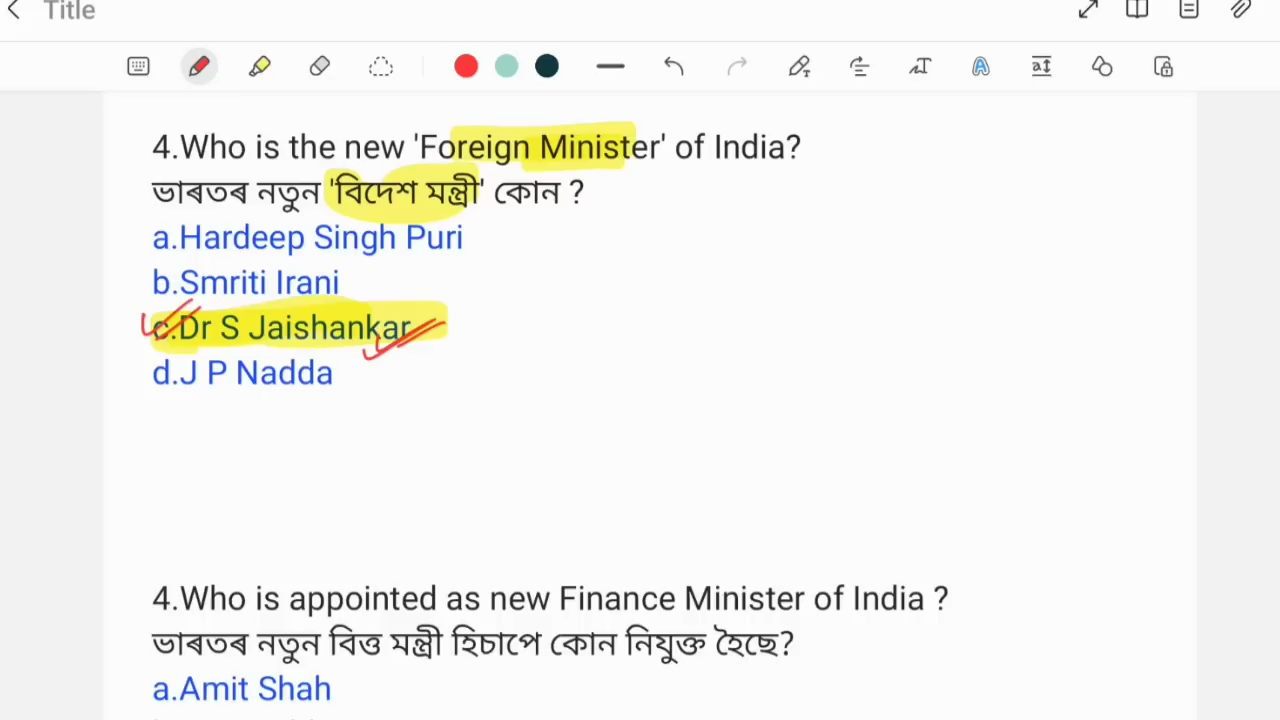 Title
4.Who is the new 'Foreign Minister' of India?
ভাৰতৰ নতুন 'বিদেশ মন্ত্ৰী' কোন ?
a.Hardeep Singh Puri
b.Smriti Irani
c.Dr S Jaishankar
d.J P Nadda
4.Who is appointed as new Finance Minister of India ?
ভাৰতৰ নতুন বিত্ত মন্ত্ৰী হিচাপে কোন নিযুক্ত হৈছে?
a.Amit Shah